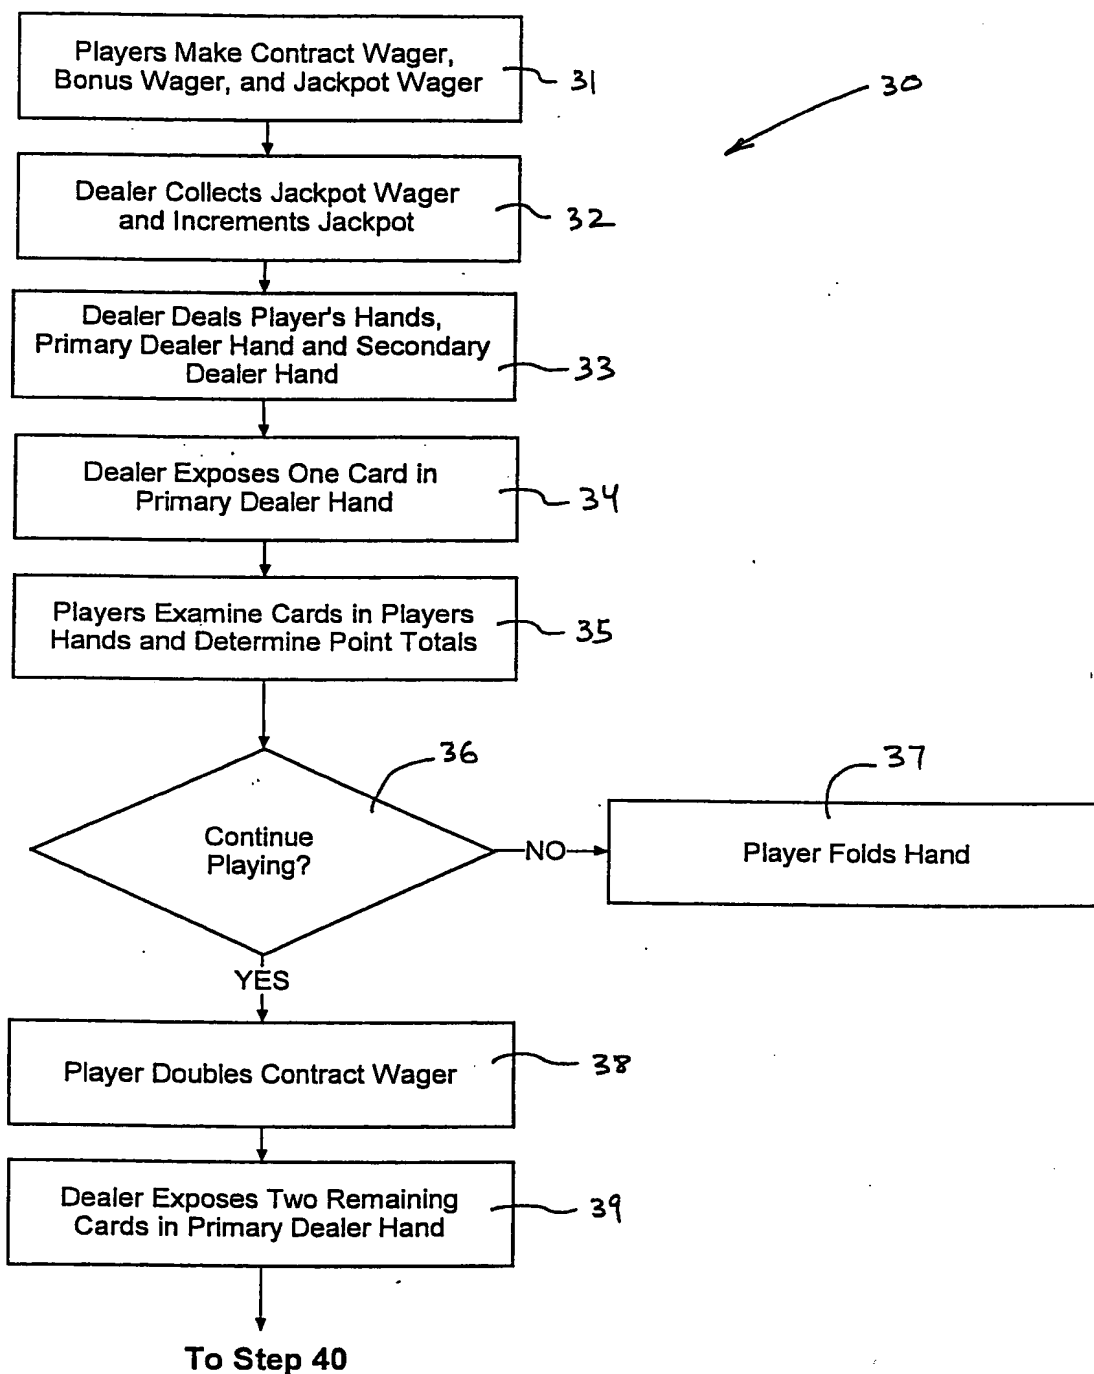 Players Make Contract Wager,
Bonus Wager, and Jackpot Wager
31
30
Dealer Collects Jackpot Wager
and Increments Jackpot
32
Dealer Deals Player's Hands,
Primary Dealer Hand and Secondary
Dealer Hand
33
Dealer Exposes One Card in
Primary Dealer Hand
34
Players Examine Cards in Players
Hands and Determine Point Totals
35
36
Continue
Playing?
NO
37
Player Folds Hand
YES
Player Doubles Contract Wager
38
Dealer Exposes Two Remaining
Cards in Primary Dealer Hand
39
To Step 40